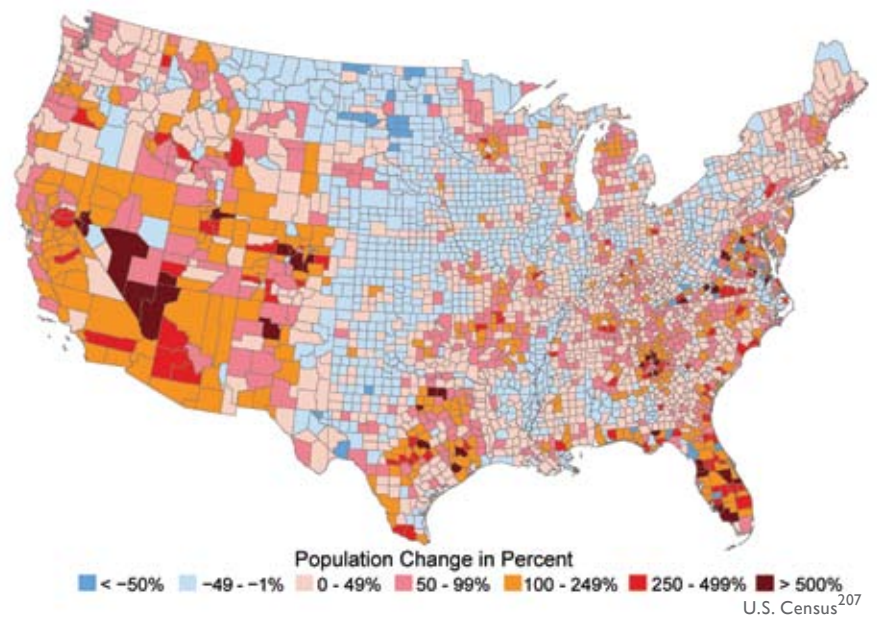 Population Change in Percent
< −50% −49 - −1% 0 - 49% 50 - 99% 100 - 249% 250 - 499% > 500%
U.S. Census207